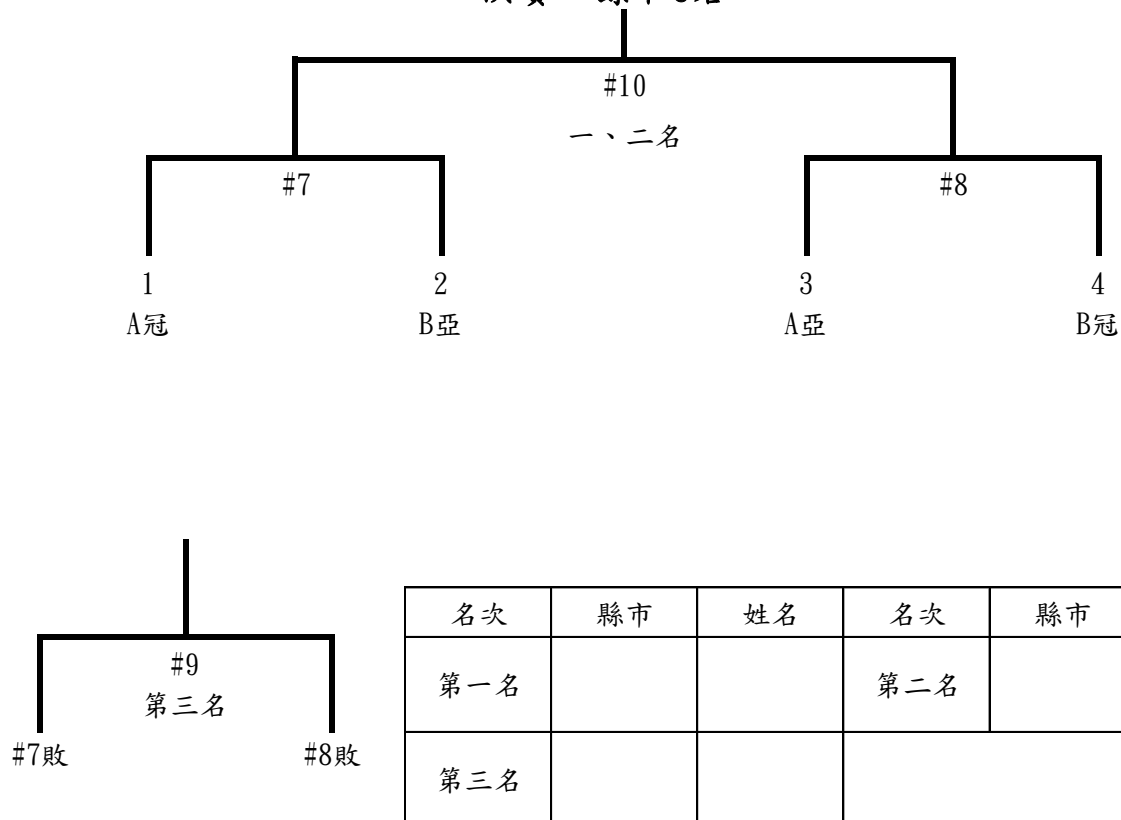 #10
一、二名
#7
#8
1 2 3 4
A冠 B亞 A亞 B冠
#9
第三名
#7敗 #8敗
名次 縣市 姓名 名次 縣市
第一名 第二名
第三名